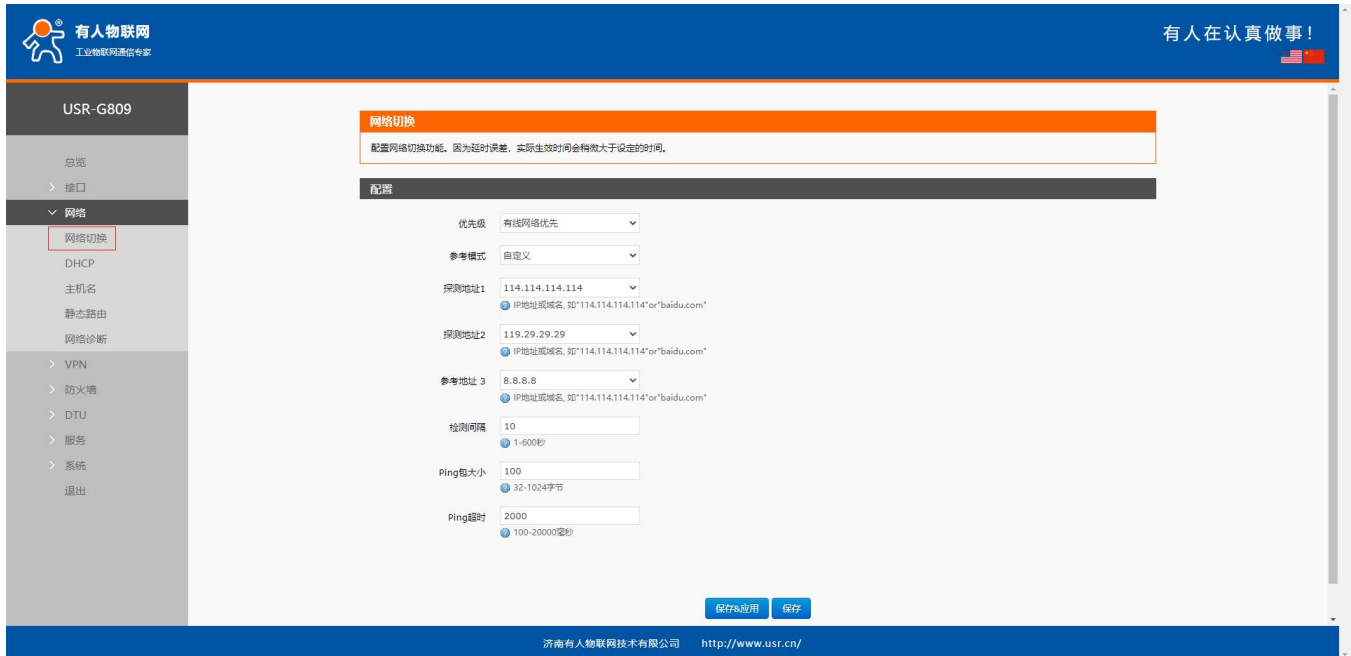 有人物联网
工业物联网通信专家
有人在认真做事！
USR-G809
总览
接口
网络
网络切换
DHCP
主机名
静态路由
网络诊断
VPN
防火墙
DTU
服务
系统
退出
网络切换
配置网络切换功能。因为延时误差，实际生效时间会稍微大于设定的时间。
配置
优先级 有线网络优先
参考模式 自定义
探测地址1 114.114.114.114
IP地址或域名, 如"114.114.114.114"or"baidu.com"
探测地址2 119.29.29.29
IP地址或域名, 如"114.114.114.114"or"baidu.com"
参考地址 3 8.8.8.8
IP地址或域名, 如"114.114.114.114"or"baidu.com"
检测间隔 10
1-600秒
Ping包大小 100
32-1024字节
Ping超时 2000
100-20000毫秒
保存&应用 保存
济南有人物联网技术有限公司 http://www.usr.cn/